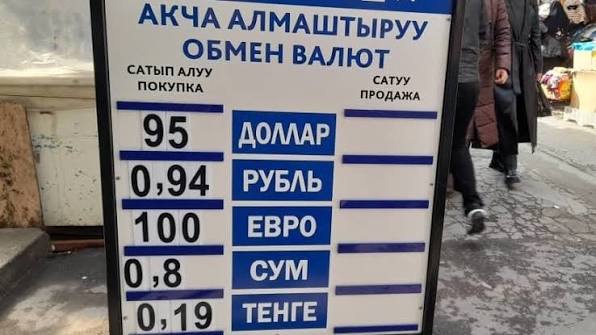 АКЧА АЛМАШТЫРУУ
ОБМЕН ВАЛЮТ
САТЫП АЛУУ САТУУ
ПОКУПКА ПРОДАЖА
95 ДОЛЛАР
0,94 РУБЛЬ
100 ЕВРО
0,8 СУМ
0,19 ТЕНГЕ